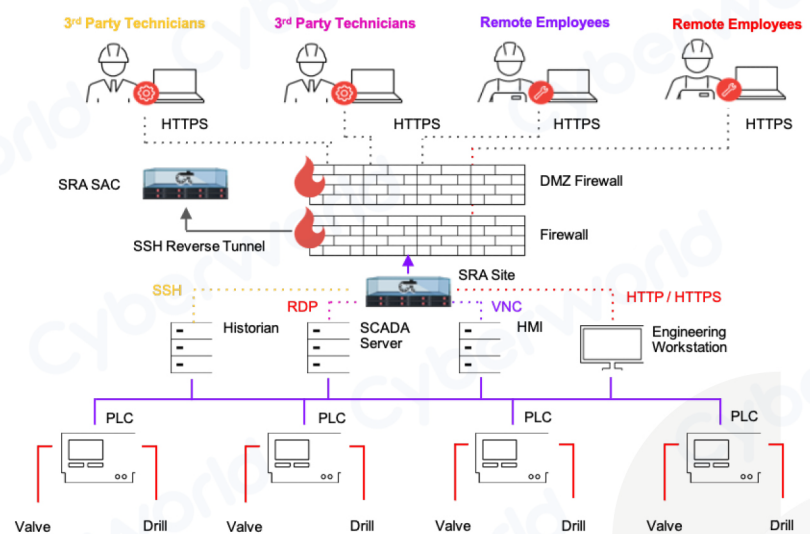 3rd Party Technicians
3rd Party Technicians
Remote Employees
Remote Employees
HTTPS
HTTPS
HTTPS
HTTPS
SRA SAC
DMZ Firewall
Firewall
SSH Reverse Tunnel
SRA Site
SSH
RDP
VNC
HTTP / HTTPS
Historian
SCADA
Server
HMI
Engineering
Workstation
PLC
PLC
PLC
PLC
Valve
Drill
Valve
Drill
Valve
Drill
Valve
Drill
Cyberworld